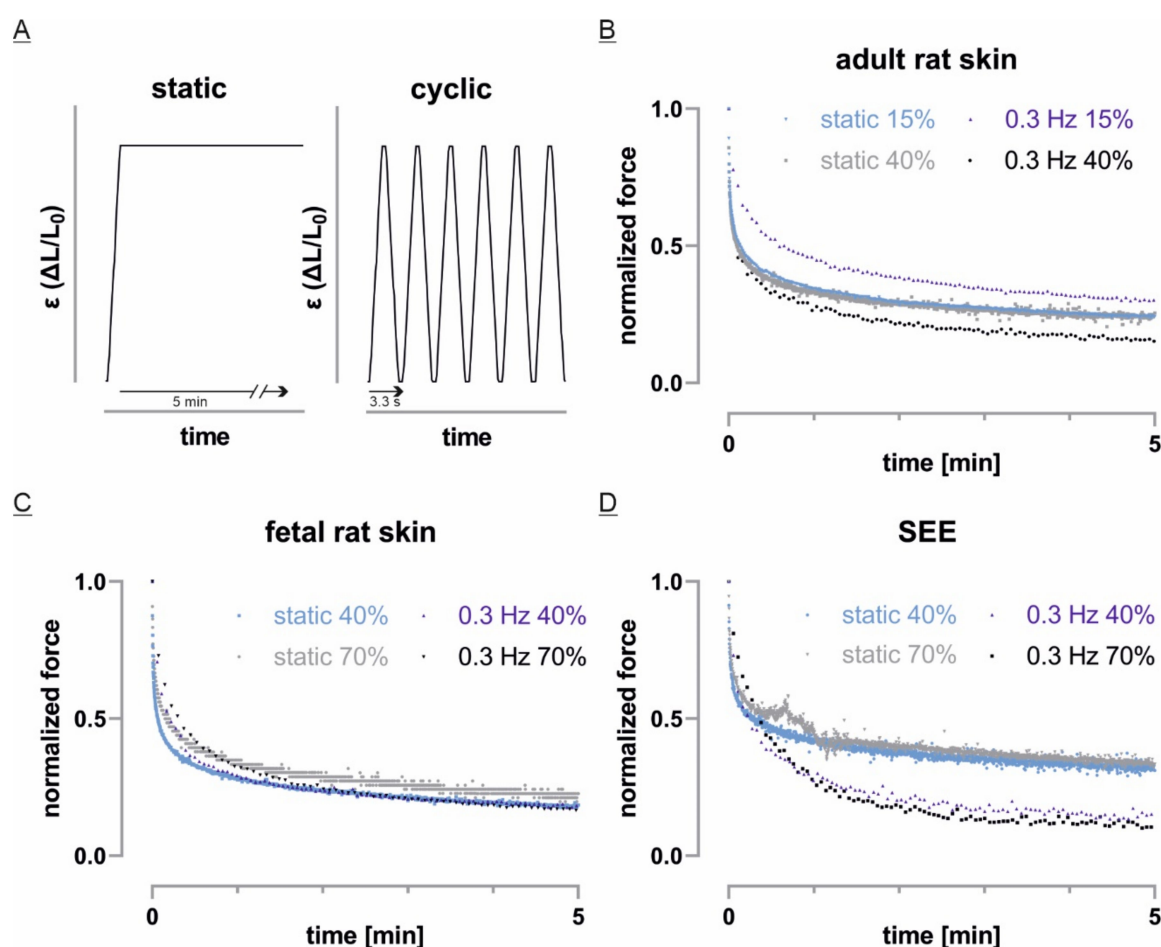 A
static
cyclic
ε (ΔL/L0)
ε (ΔL/L0)
5 min
3.3 s
time
time
B
adult rat skin
1.0
0.5
0.0
normalized force
static 15%
0.3 Hz 15%
static 40%
0.3 Hz 40%
0
5
time [min]
C
fetal rat skin
1.0
0.5
0.0
normalized force
static 40%
0.3 Hz 40%
static 70%
0.3 Hz 70%
0
5
time [min]
D
SEE
1.0
0.5
0.0
normalized force
static 40%
0.3 Hz 40%
static 70%
0.3 Hz 70%
0
5
time [min]